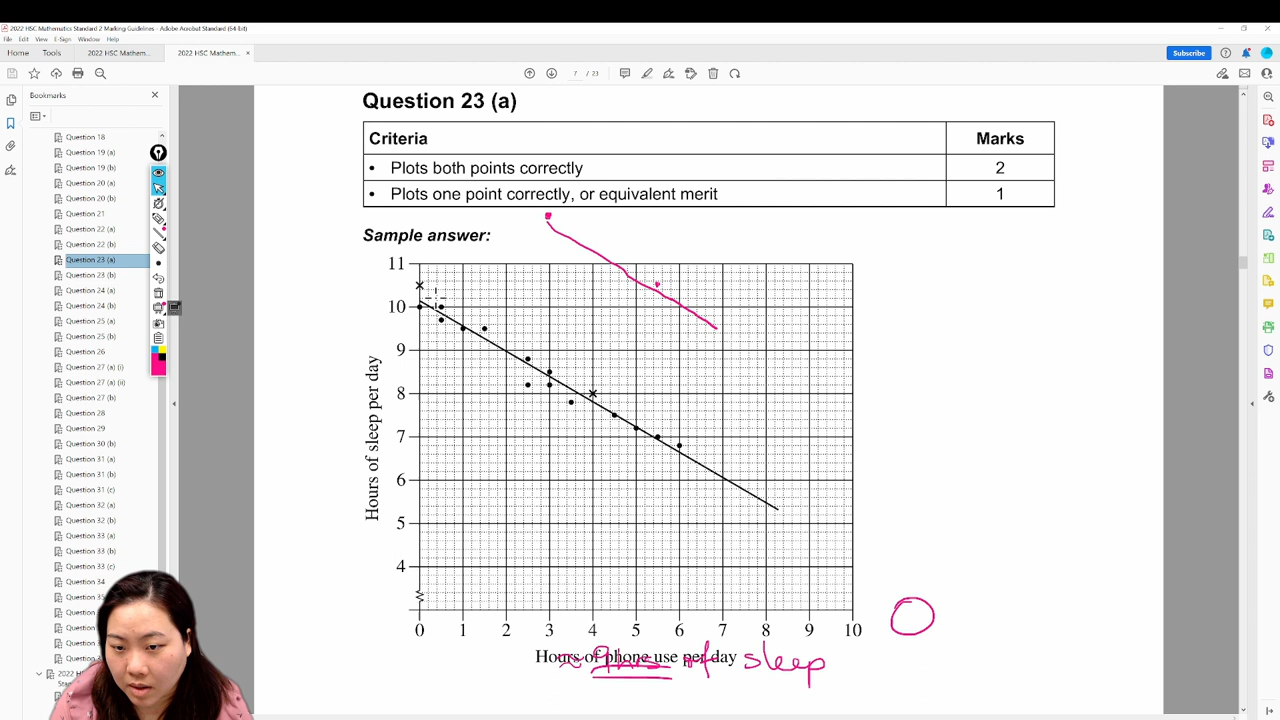 2022 HSC Mathematics Standard 2 Marking Guidelines - Adobe Acrobat Standard (64-bit)
File Edit View E-Sign Window Help
Home Tools 2022 HSC Mathem... 2022 HSC Mathem... × Subscribe
7 / 23
Bookmarks
Question 18
Question 19 (a)
Question 19 (b)
Question 20 (a)
Question 20 (b)
Question 21
Question 22 (a)
Question 22 (b)
Question 23 (a)
Question 23 (b)
Question 24 (a)
Question 24 (b)
Question 25 (a)
Question 25 (b)
Question 26
Question 27 (a) (i)
Question 27 (a) (ii)
Question 27 (b)
Question 28
Question 29
Question 30 (b)
Question 31 (a)
Question 31 (b)
Question 31 (c)
Question 32 (a)
Question 32 (b)
Question 33 (a)
Question 33 (b)
Question 33 (c)
Question 34
Question 23 (a)
Criteria Marks
• Plots both points correctly 2
• Plots one point correctly, or equivalent merit 1
Sample answer:
11
10
9
8
7
6
5
4
Hours of sleep per day
0 1 2 3 4 5 6 7 8 9 10
Hours of phone use per day
≈ 9hrs of sleep